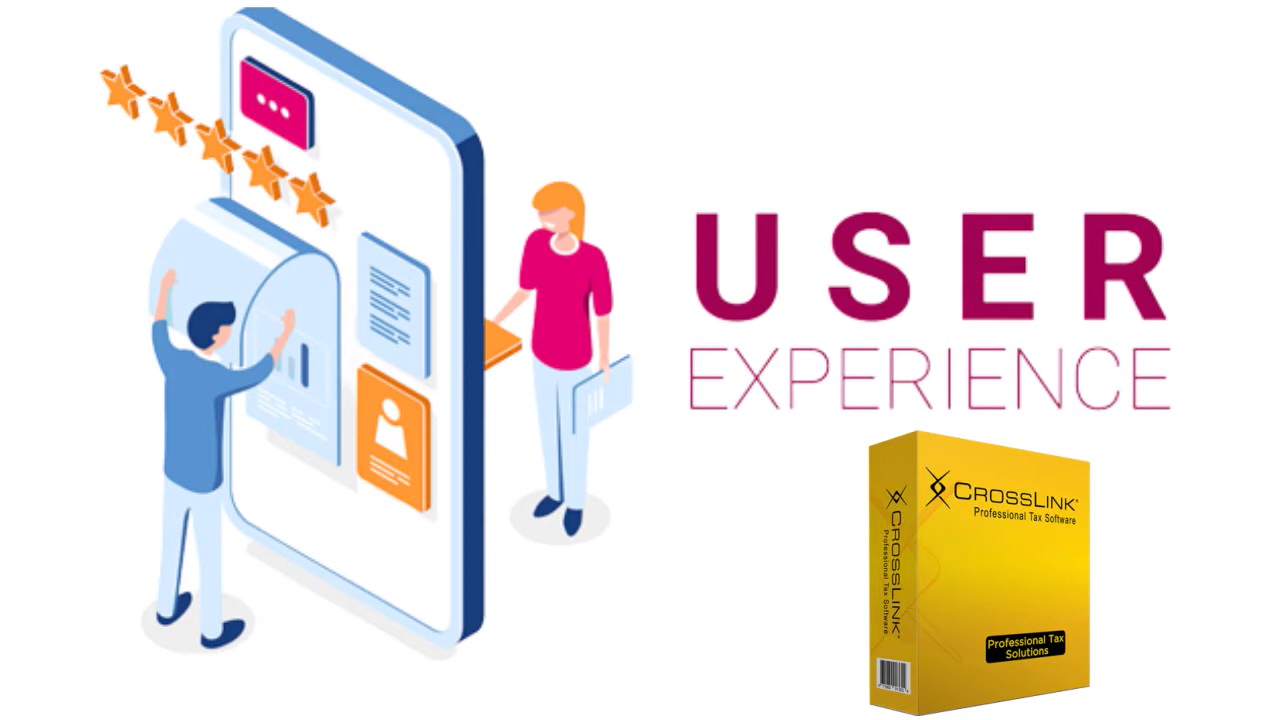 USER
EXPERIENCE
CROSSLINK®
Professional Tax Software
CROSSLINK®
Professional Tax Software
Professional Tax
Solutions